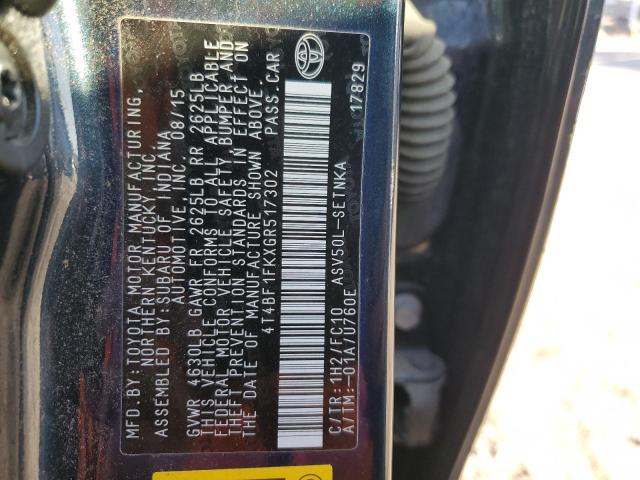 MFD. BY:TOYOTA MOTOR MANUFACTURING,
NORTHERN KENTUCKY, INC.
ASSEMBLED BY:SUBARU OF INDIANA
AUTOMOTIVE, INC. 08/15
GVWR 4630LB GAWR FR 2625LB RR 2625LB
THIS VEHICLE CONFORMS TO ALL APPLICABLE
FEDERAL MOTOR VEHICLE SAFETY, BUMPER, AND
THEFT PREVENTION STANDARDS IN EFFECT ON
THE DATE OF MANUFACTURE SHOWN ABOVE.
4T4BF1FKXGR517302 PASS.CAR
C/TR:1H2/FC10 ASV50L-SETNKA
A/TM:-01A/U760E 17829